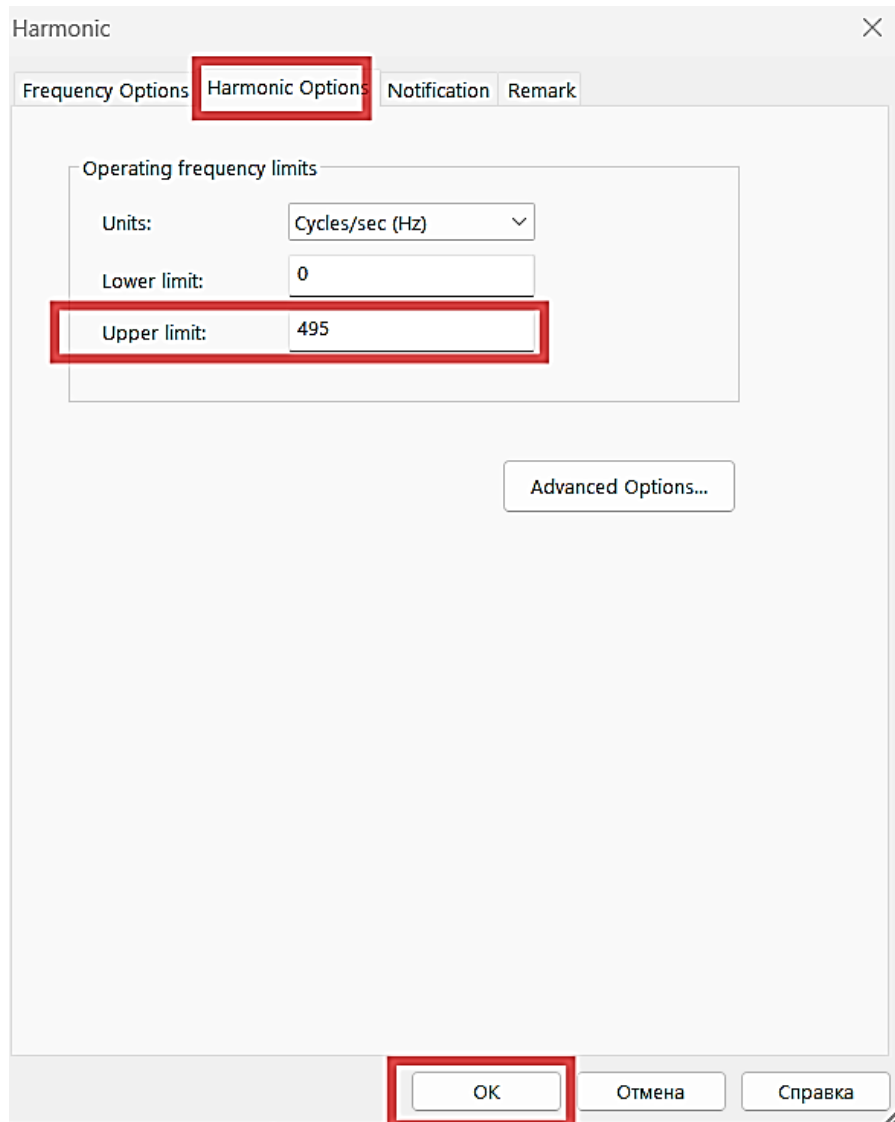 Harmonic
Frequency Options Harmonic Options Notification Remark
Operating frequency limits
Units: Cycles/sec (Hz)
Lower limit: 0
Upper limit: 495
Advanced Options...
OK Отмена Справка